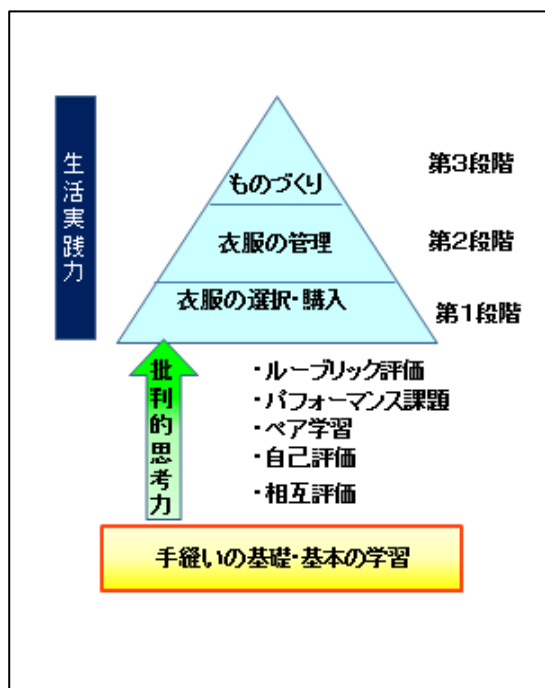 生活実践力
ものづくり
第3段階
衣服の管理
第2段階
衣服の選択・購入
第1段階
批判的思考力
・ルーブリック評価
・パフォーマンス課題
・ペア学習
・自己評価
・相互評価
手縫いの基礎・基本の学習